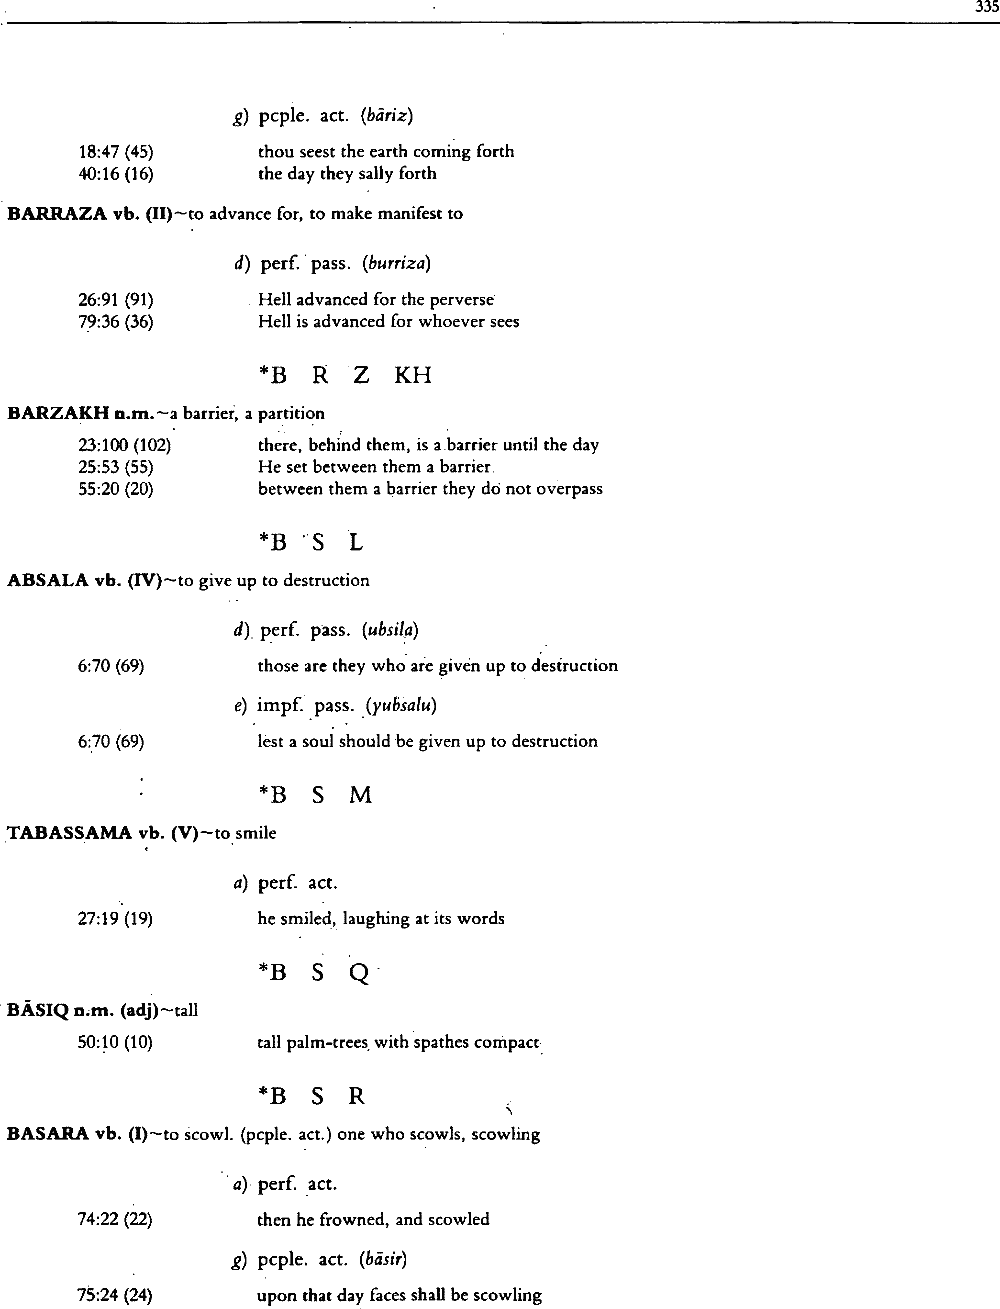 335
g) pcple. act. (bāriz)
18:47 (45) thou seest the earth coming forth
40:16 (16) the day they sally forth
BARRAZA vb. (II)~to advance for, to make manifest to
d) perf. pass. (burriza)
26:91 (91) Hell advanced for the perverse
79:36 (36) Hell is advanced for whoever sees
*B R Z KH
BARZAKH n.m.~a barrier, a partition
23:100 (102) there, behind them, is a barrier until the day
25:53 (55) He set between them a barrier
55:20 (20) between them a barrier they do not overpass
*B S L
ABSALA vb. (IV)~to give up to destruction
d) perf. pass. (ubsila)
6:70 (69) those are they who are given up to destruction
e) impf. pass. (yubsalu)
6:70 (69) lest a soul should be given up to destruction
*B S M
TABASSAMA vb. (V)~to smile
a) perf. act.
27:19 (19) he smiled, laughing at its words
*B S Q
BĀSIQ n.m. (adj)~tall
50:10 (10) tall palm-trees with spathes compact
*B S R
BASARA vb. (I)~to scowl. (pcple. act.) one who scowls, scowling
a) perf. act.
74:22 (22) then he frowned, and scowled
g) pcple. act. (bāsir)
75:24 (24) upon that day faces shall be scowling